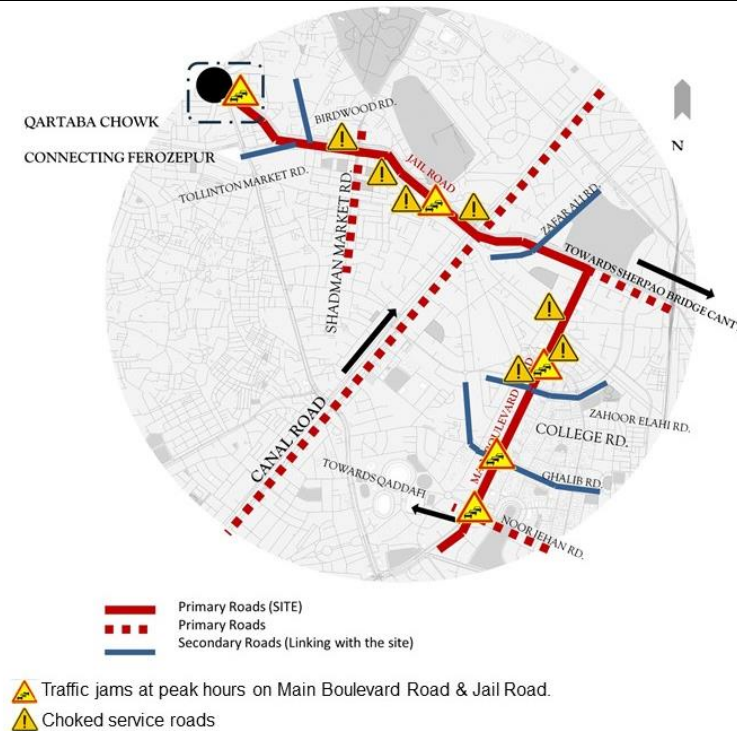 QARTABA CHOWK
CONNECTING FEROZEPUR
BIRDWOOD RD.
TOLLINTON MARKET RD.
SHADMAN MARKET RD.
JAIL ROAD
N
ZAFAR ALI RD.
TOWARDS SHERPAO BRIDGE CANT
CANAL ROAD
ZAHOOR ELAHI RD.
COLLEGE RD.
BOULEVARD
GHALIB RD.
TOWARDS QADDAFI
NOOR JEHAN RD.
Primary Roads (SITE)
Primary Roads
Secondary Roads (Linking with the site)
Traffic jams at peak hours on Main Boulevard Road & Jail Road.
Choked service roads